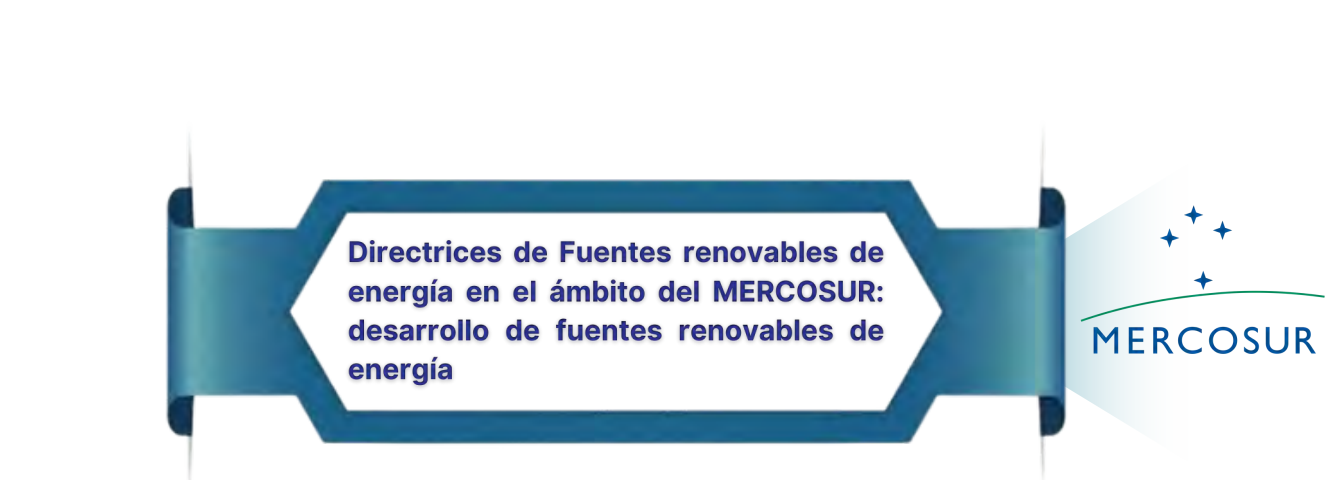 Directrices de Fuentes renovables de
energía en el ámbito del MERCOSUR:
desarrollo de fuentes renovables de
energía
MERCOSUR